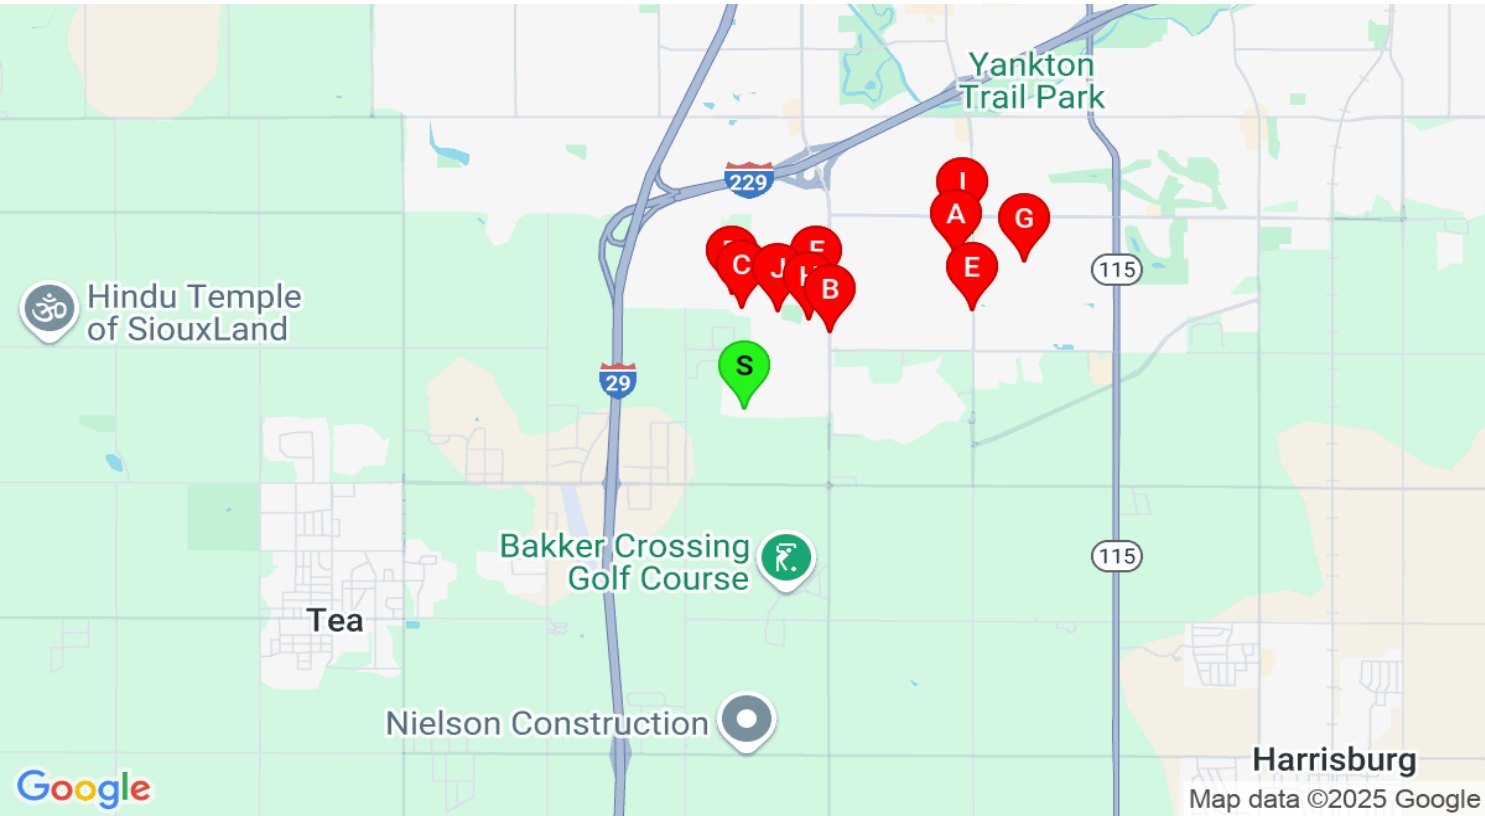 Yankton
Trail Park
229
I
A
G
C
J
F
H
E
B
115
Hindu Temple
of SiouxLand
S
29
Bakker Crossing
Golf Course
115
Tea
Nielson Construction
Harrisburg
Google
Map data ©2025 Google